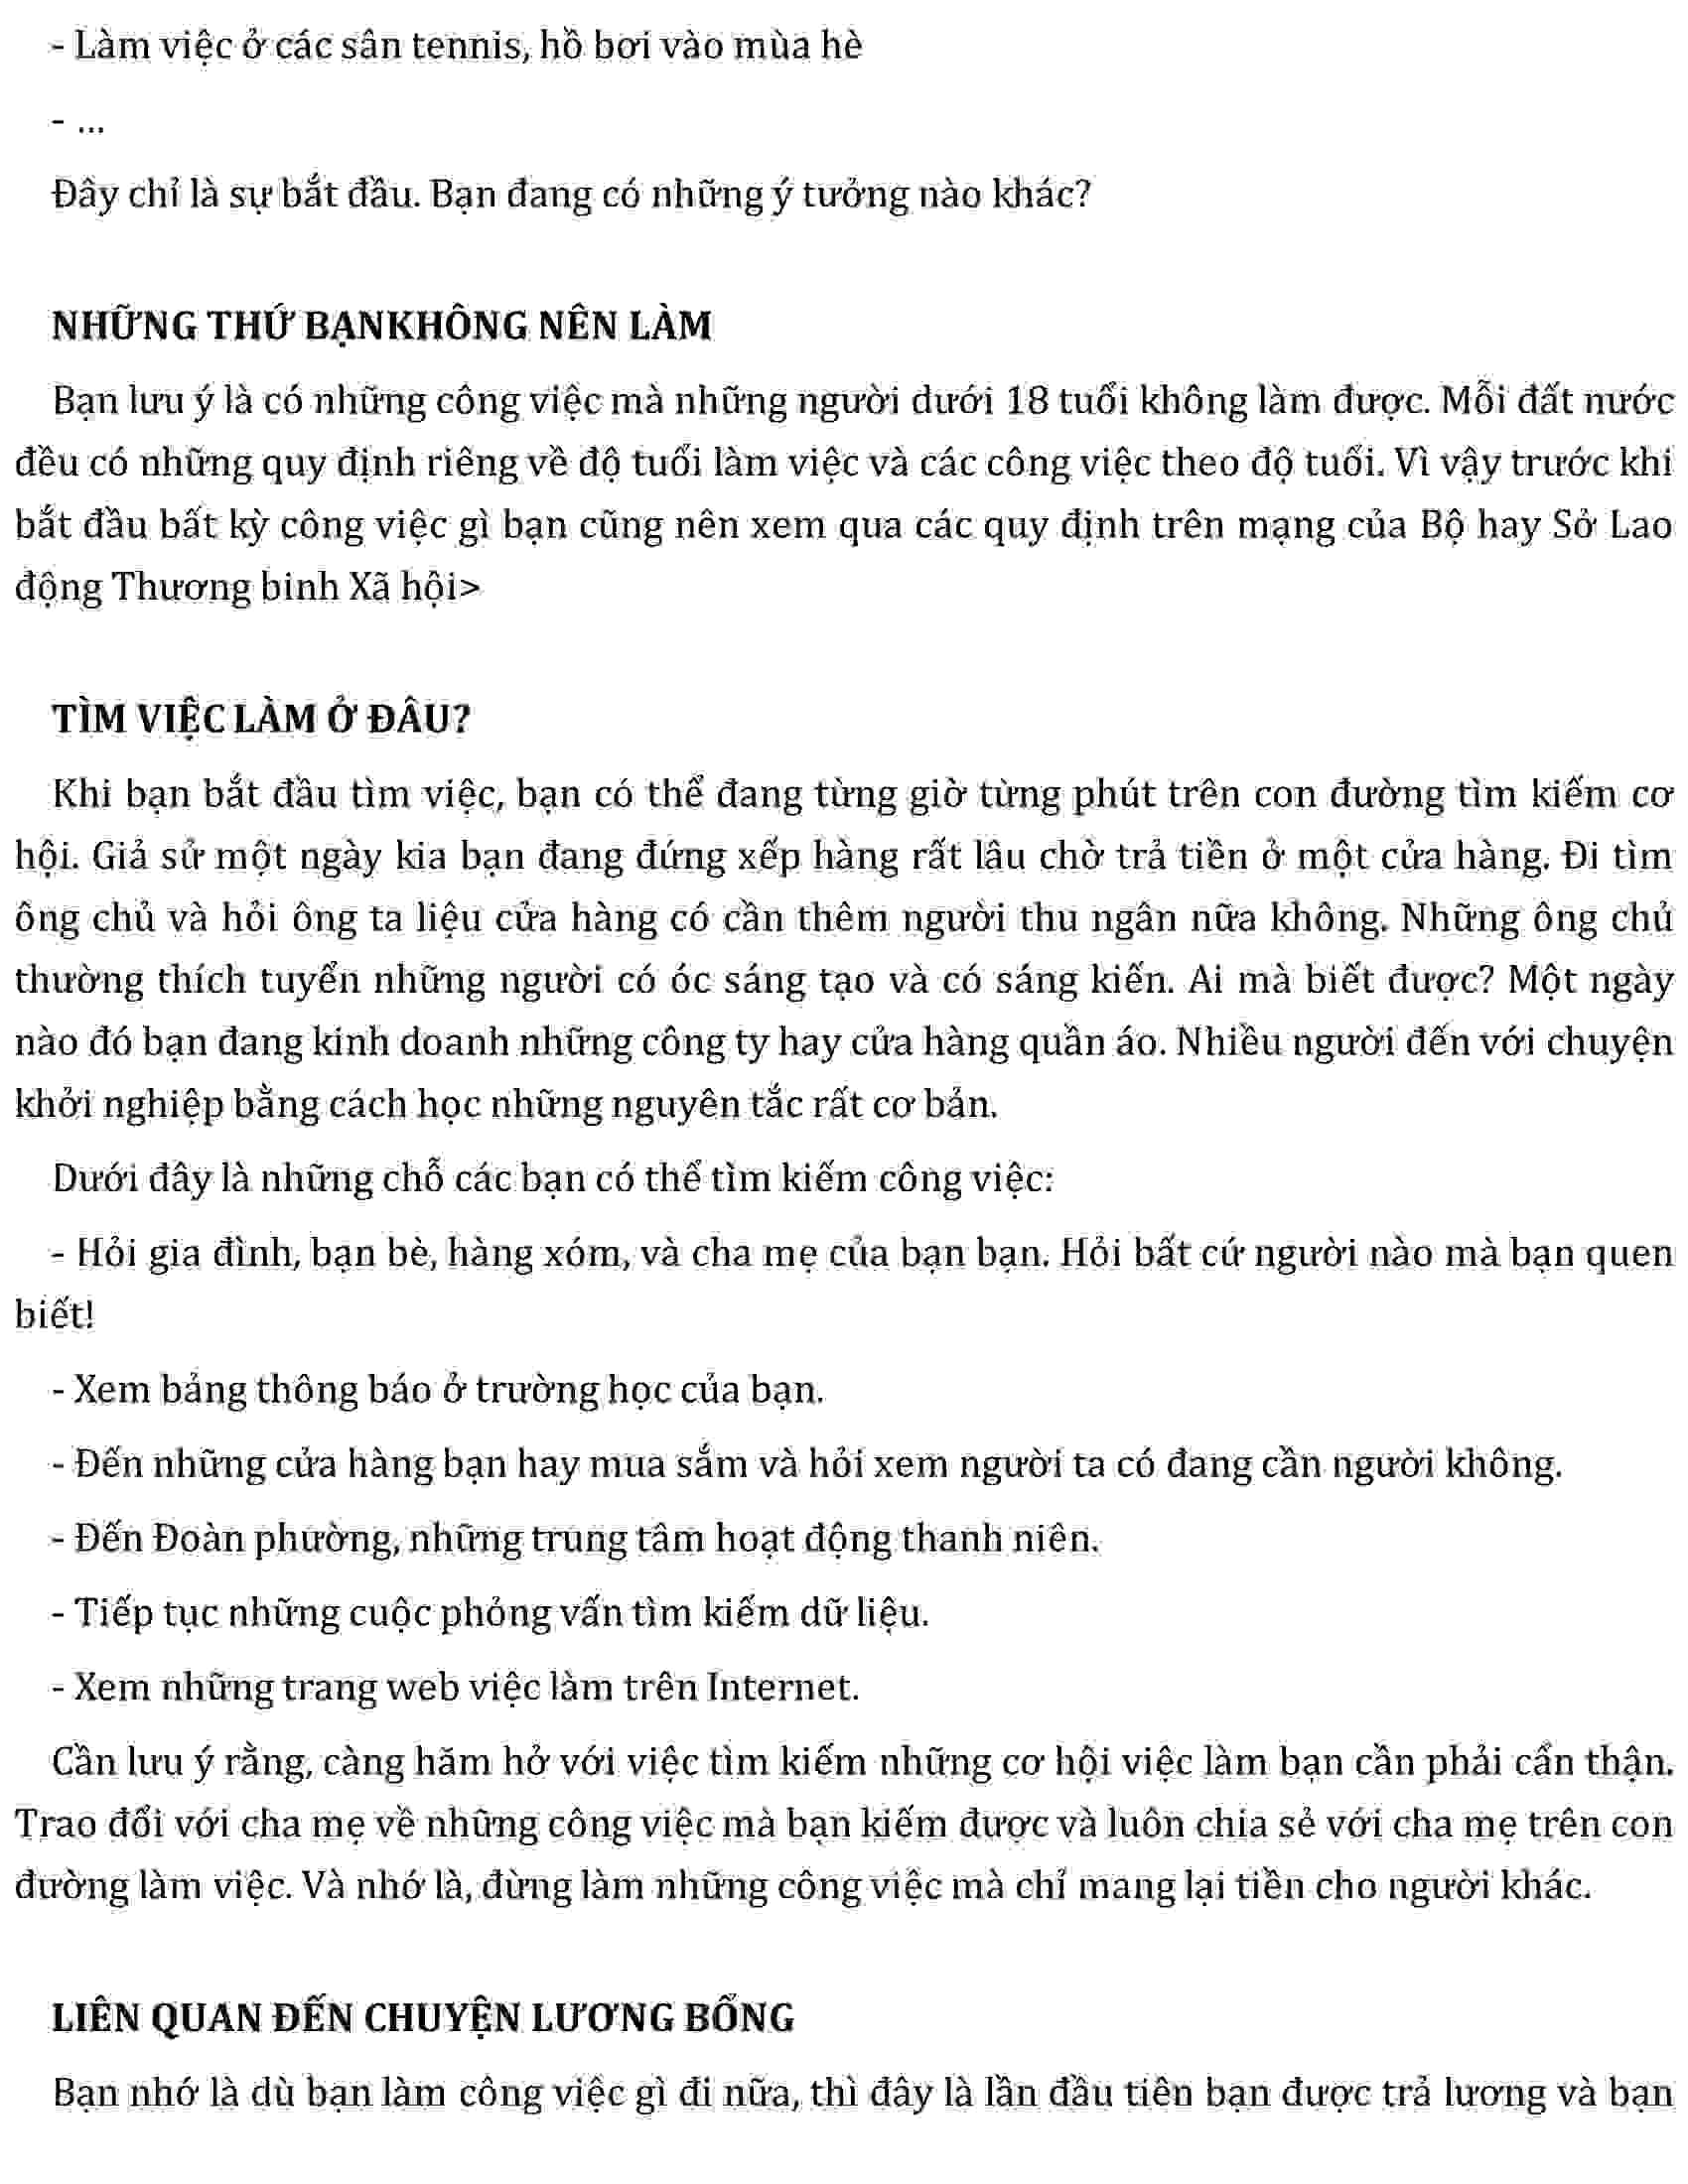 - Làm việc ở các sân tennis, hồ bơi vào mùa hè
- ...
Đây chỉ là sự bắt đầu. Bạn đang có những ý tưởng nào khác?
NHỮNG THỨ BẠNKHÔNG NÊN LÀM
Bạn lưu ý là có những công việc mà những người dưới 18 tuổi không làm được. Mỗi đất nước
đều có những quy định riêng về độ tuổi làm việc và các công việc theo độ tuổi. Vì vậy trước khi
bắt đầu bất kỳ công việc gì bạn cũng nên xem qua các quy định trên mạng của Bộ hay Sở Lao
động Thương binh Xã hội>
TÌM VIỆC LÀM Ở ĐÂU?
Khi bạn bắt đầu tìm việc, bạn có thể đang từng giờ từng phút trên con đường tìm kiếm cơ
hội. Giả sử một ngày kia bạn đang đứng xếp hàng rất lâu chờ trả tiền ở một cửa hàng. Đi tìm
ông chủ và hỏi ông ta liệu cửa hàng có cần thêm người thu ngân nữa không. Những ông chủ
thường thích tuyển những người có óc sáng tạo và có sáng kiến. Ai mà biết được? Một ngày
nào đó bạn đang kinh doanh những công ty hay cửa hàng quần áo. Nhiều người đến với chuyện
khởi nghiệp bằng cách học những nguyên tắc rất cơ bản.
Dưới đây là những chỗ các bạn có thể tìm kiếm công việc:
- Hỏi gia đình, bạn bè, hàng xóm, và cha mẹ của bạn bạn. Hỏi bất cứ người nào mà bạn quen
biết!
- Xem bảng thông báo ở trường học của bạn.
- Đến những cửa hàng bạn hay mua sắm và hỏi xem người ta có đang cần người không.
- Đến Đoàn phường, những trung tâm hoạt động thanh niên.
- Tiếp tục những cuộc phỏng vấn tìm kiếm dữ liệu.
- Xem những trang web việc làm trên Internet.
Cần lưu ý rằng, càng hăm hở với việc tìm kiếm những cơ hội việc làm bạn cần phải cẩn thận.
Trao đổi với cha mẹ về những công việc mà bạn kiếm được và luôn chia sẻ với cha mẹ trên con
đường làm việc. Và nhớ là, đừng làm những công việc mà chỉ mang lại tiền cho người khác.
LIÊN QUAN ĐẾN CHUYỆN LƯƠNG BỔNG
Bạn nhớ là dù bạn làm công việc gì đi nữa, thì đây là lần đầu tiên bạn được trả lương và bạn